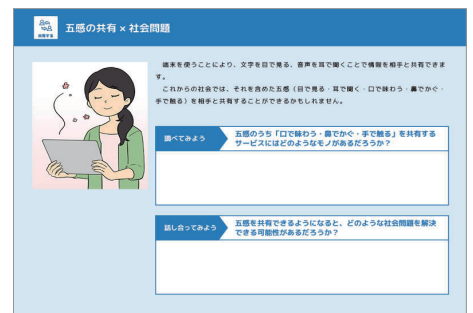 協働学習
五感の共有 × 社会問題
端末を使うことにより、文字を目で見る、音声を耳で聞くことで情報を相手と共有できま
す。
これからの社会では、それを含めた五感（目で見る・耳で聞く・口で味わう・鼻でかぐ・
手で触る）を相手と共有することができるかもしれません。
調べてみよう
五感のうち「口で味わう・鼻でかぐ・手で触る」を共有する
サービスにはどのようなモノがあるだろうか？
話し合ってみよう
五感を共有できるようになると、どのような社会問題を解決
できる可能性があるだろうか？